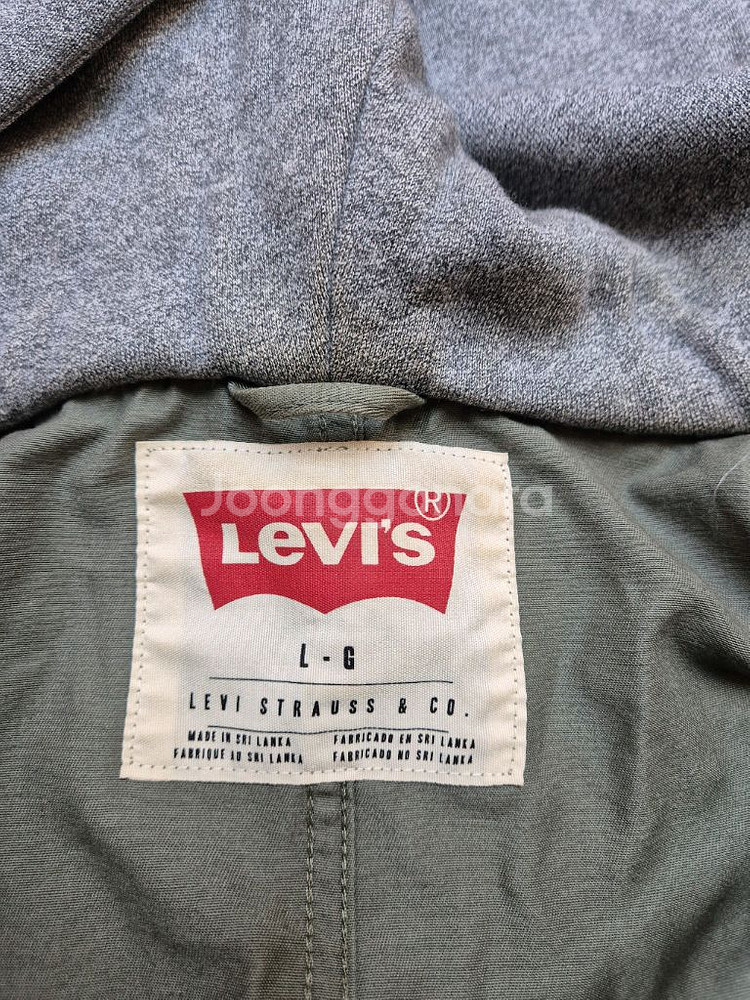 Joonggonara
LEVI'S®
L - G
LEVI STRAUSS & CO.
MADE IN SRI LANKA FABRICADO EN SRI LANKA
FABRIQUE AU SRI LANKA FABRICADO NO SRI LANKA